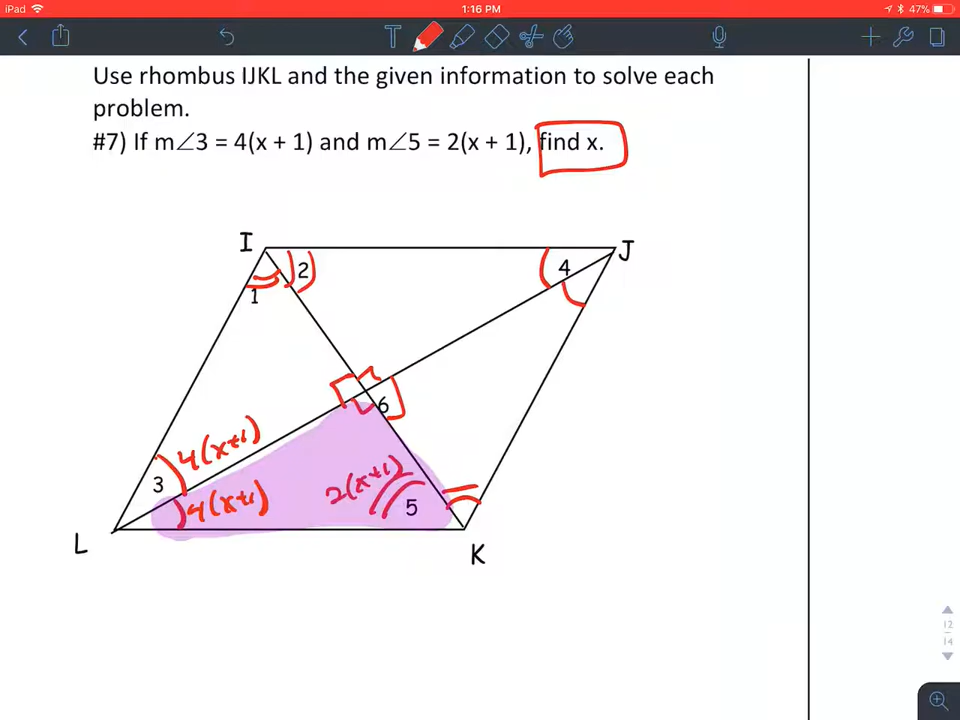 iPad 1:16 PM 47%
T
Use rhombus IJKL and the given information to solve each
problem.
#7) If m∠3 = 4(x + 1) and m∠5 = 2(x + 1), find x.
I
J
2
4
1
6
4(x+1)
3
4(x+1)
2(x+1)
5
L
K
12
14